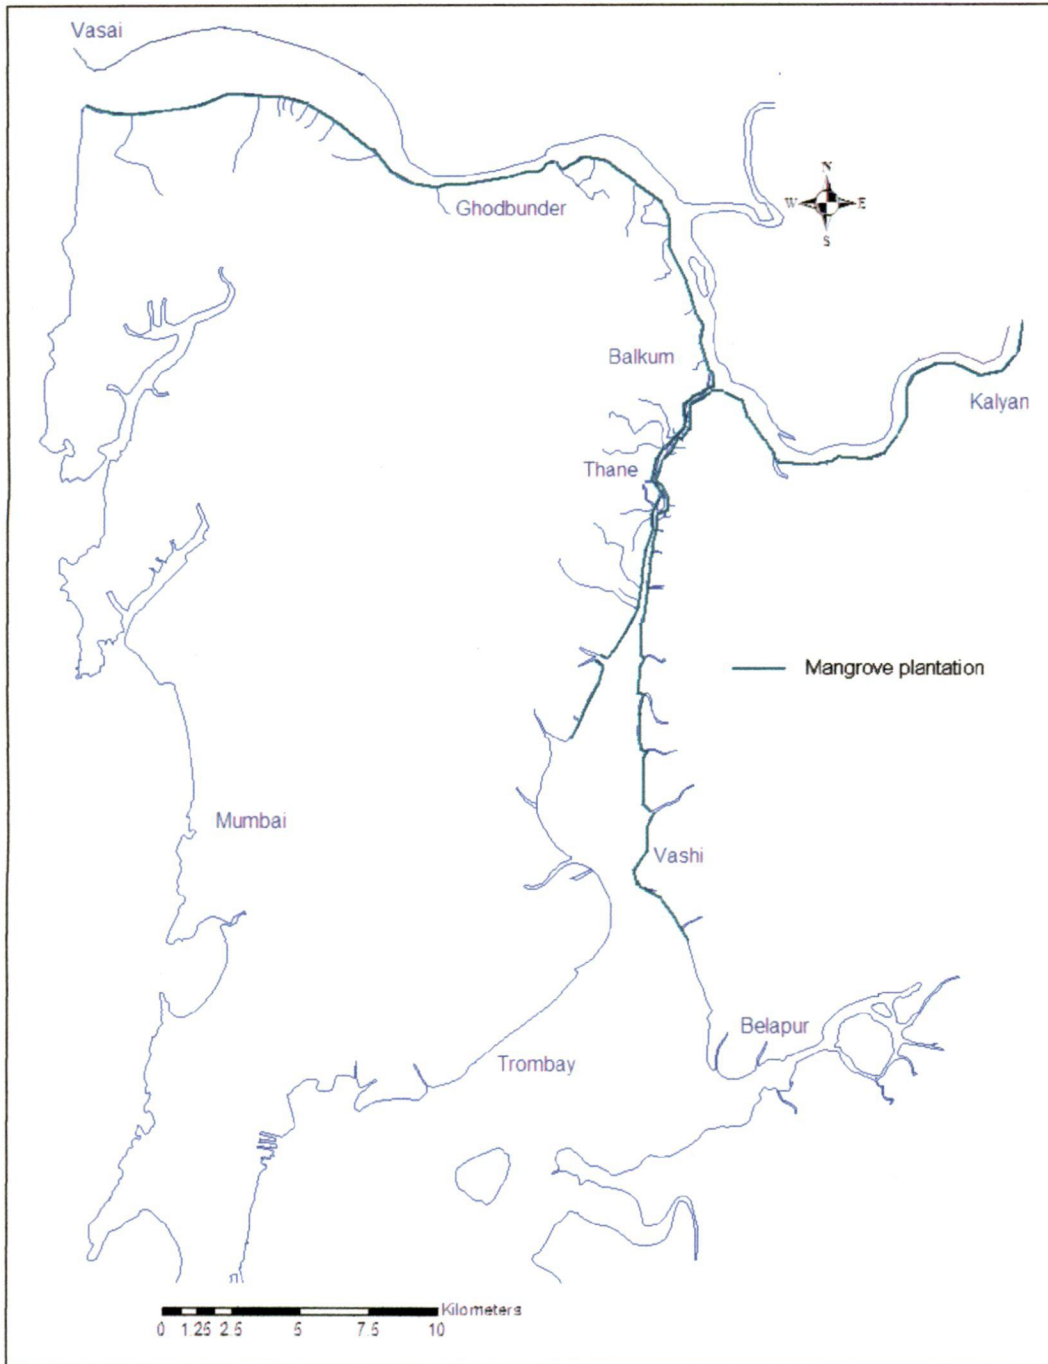 Vasai
N
W E
S
Ghodbunder
Balkum
Kalyan
Thane
Mangrove plantation
Mumbai
Vashi
Belapur
Trombay
Kilometers
0 1.25 2.5 5 7.5 10